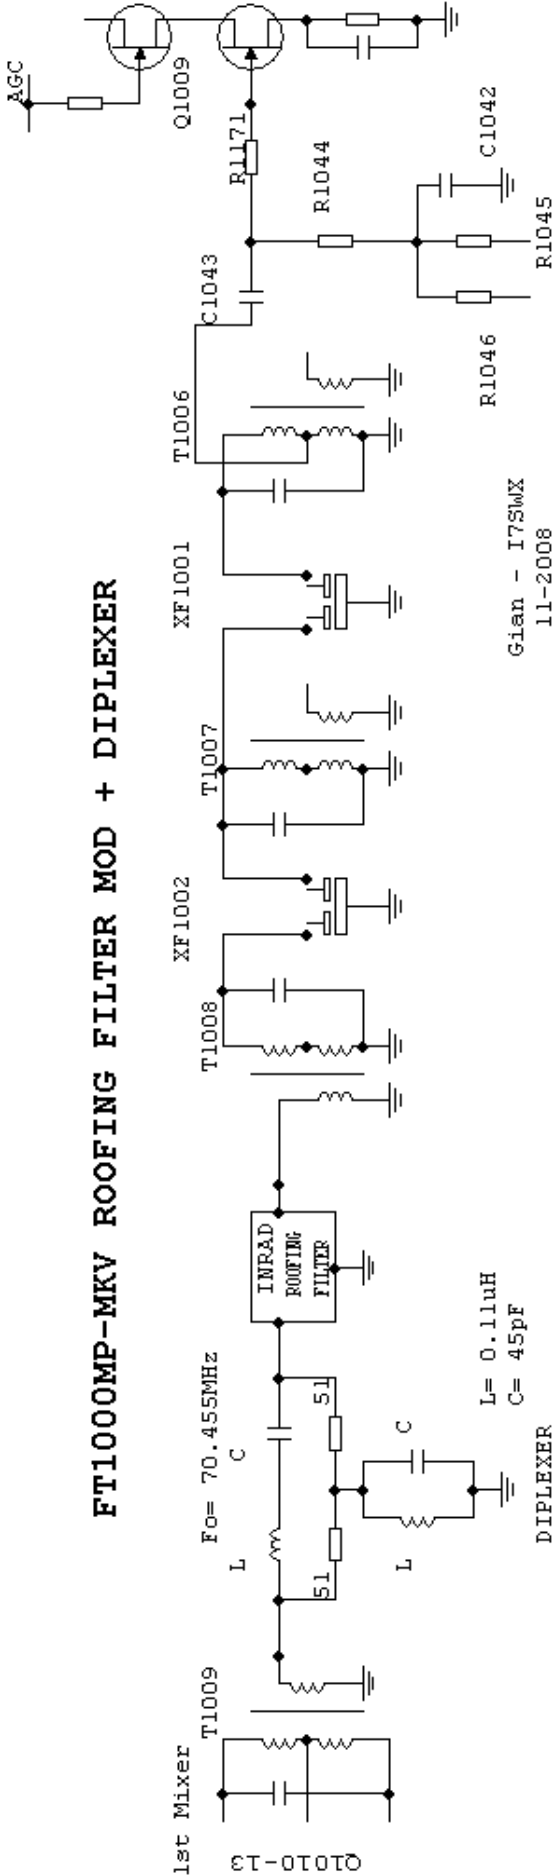 FT1000MP-MKV ROOFING FILTER MOD + DIPLEXER
1st Mixer
Q1010-13
T1009
L
C
Fo= 70.455MHz
51
51
L
C
DIPLEXER
L= 0.11uH
C= 45pF
INRAD
ROOFING
FILTER
T1008
XF1002
T1007
XF1001
T1006
C1043
R1171
R1044
C1042
R1045
R1046
Q1009
AGC
Gian - I7SWX
11-2008